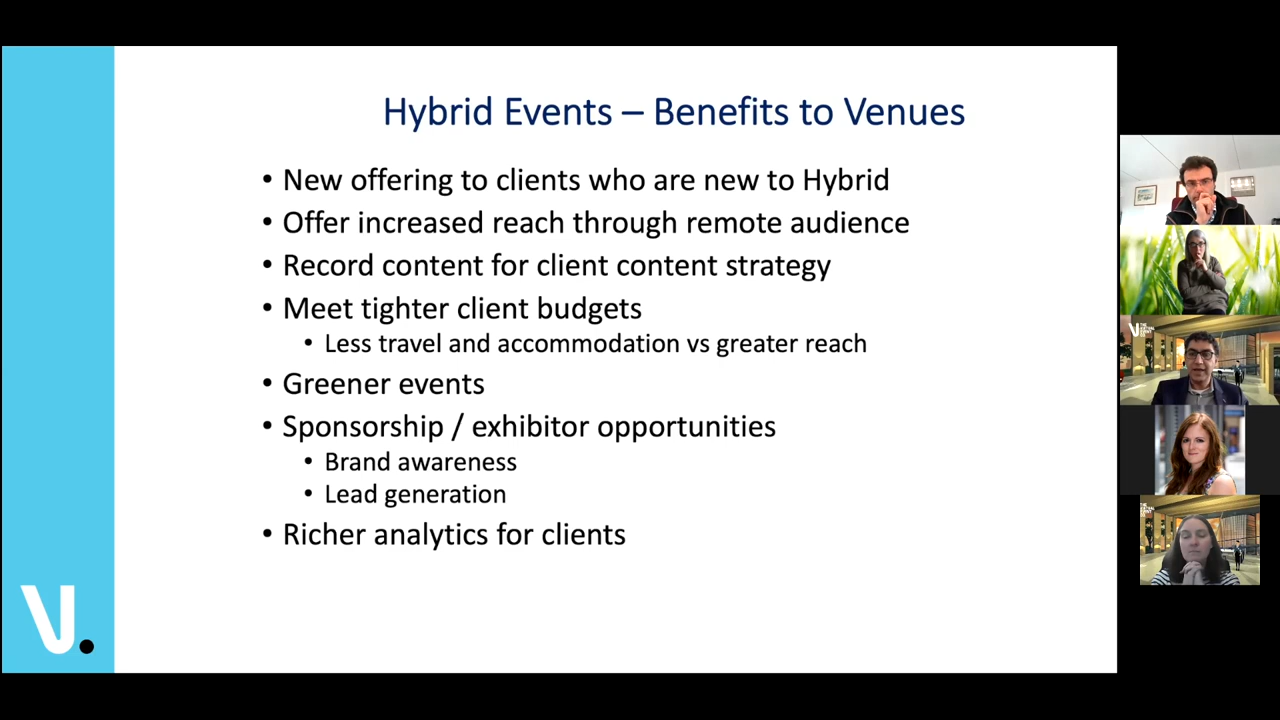 Hybrid Events – Benefits to Venues
• New offering to clients who are new to Hybrid
• Offer increased reach through remote audience
• Record content for client content strategy
• Meet tighter client budgets
• Less travel and accommodation vs greater reach
• Greener events
• Sponsorship / exhibitor opportunities
• Brand awareness
• Lead generation
• Richer analytics for clients
V.